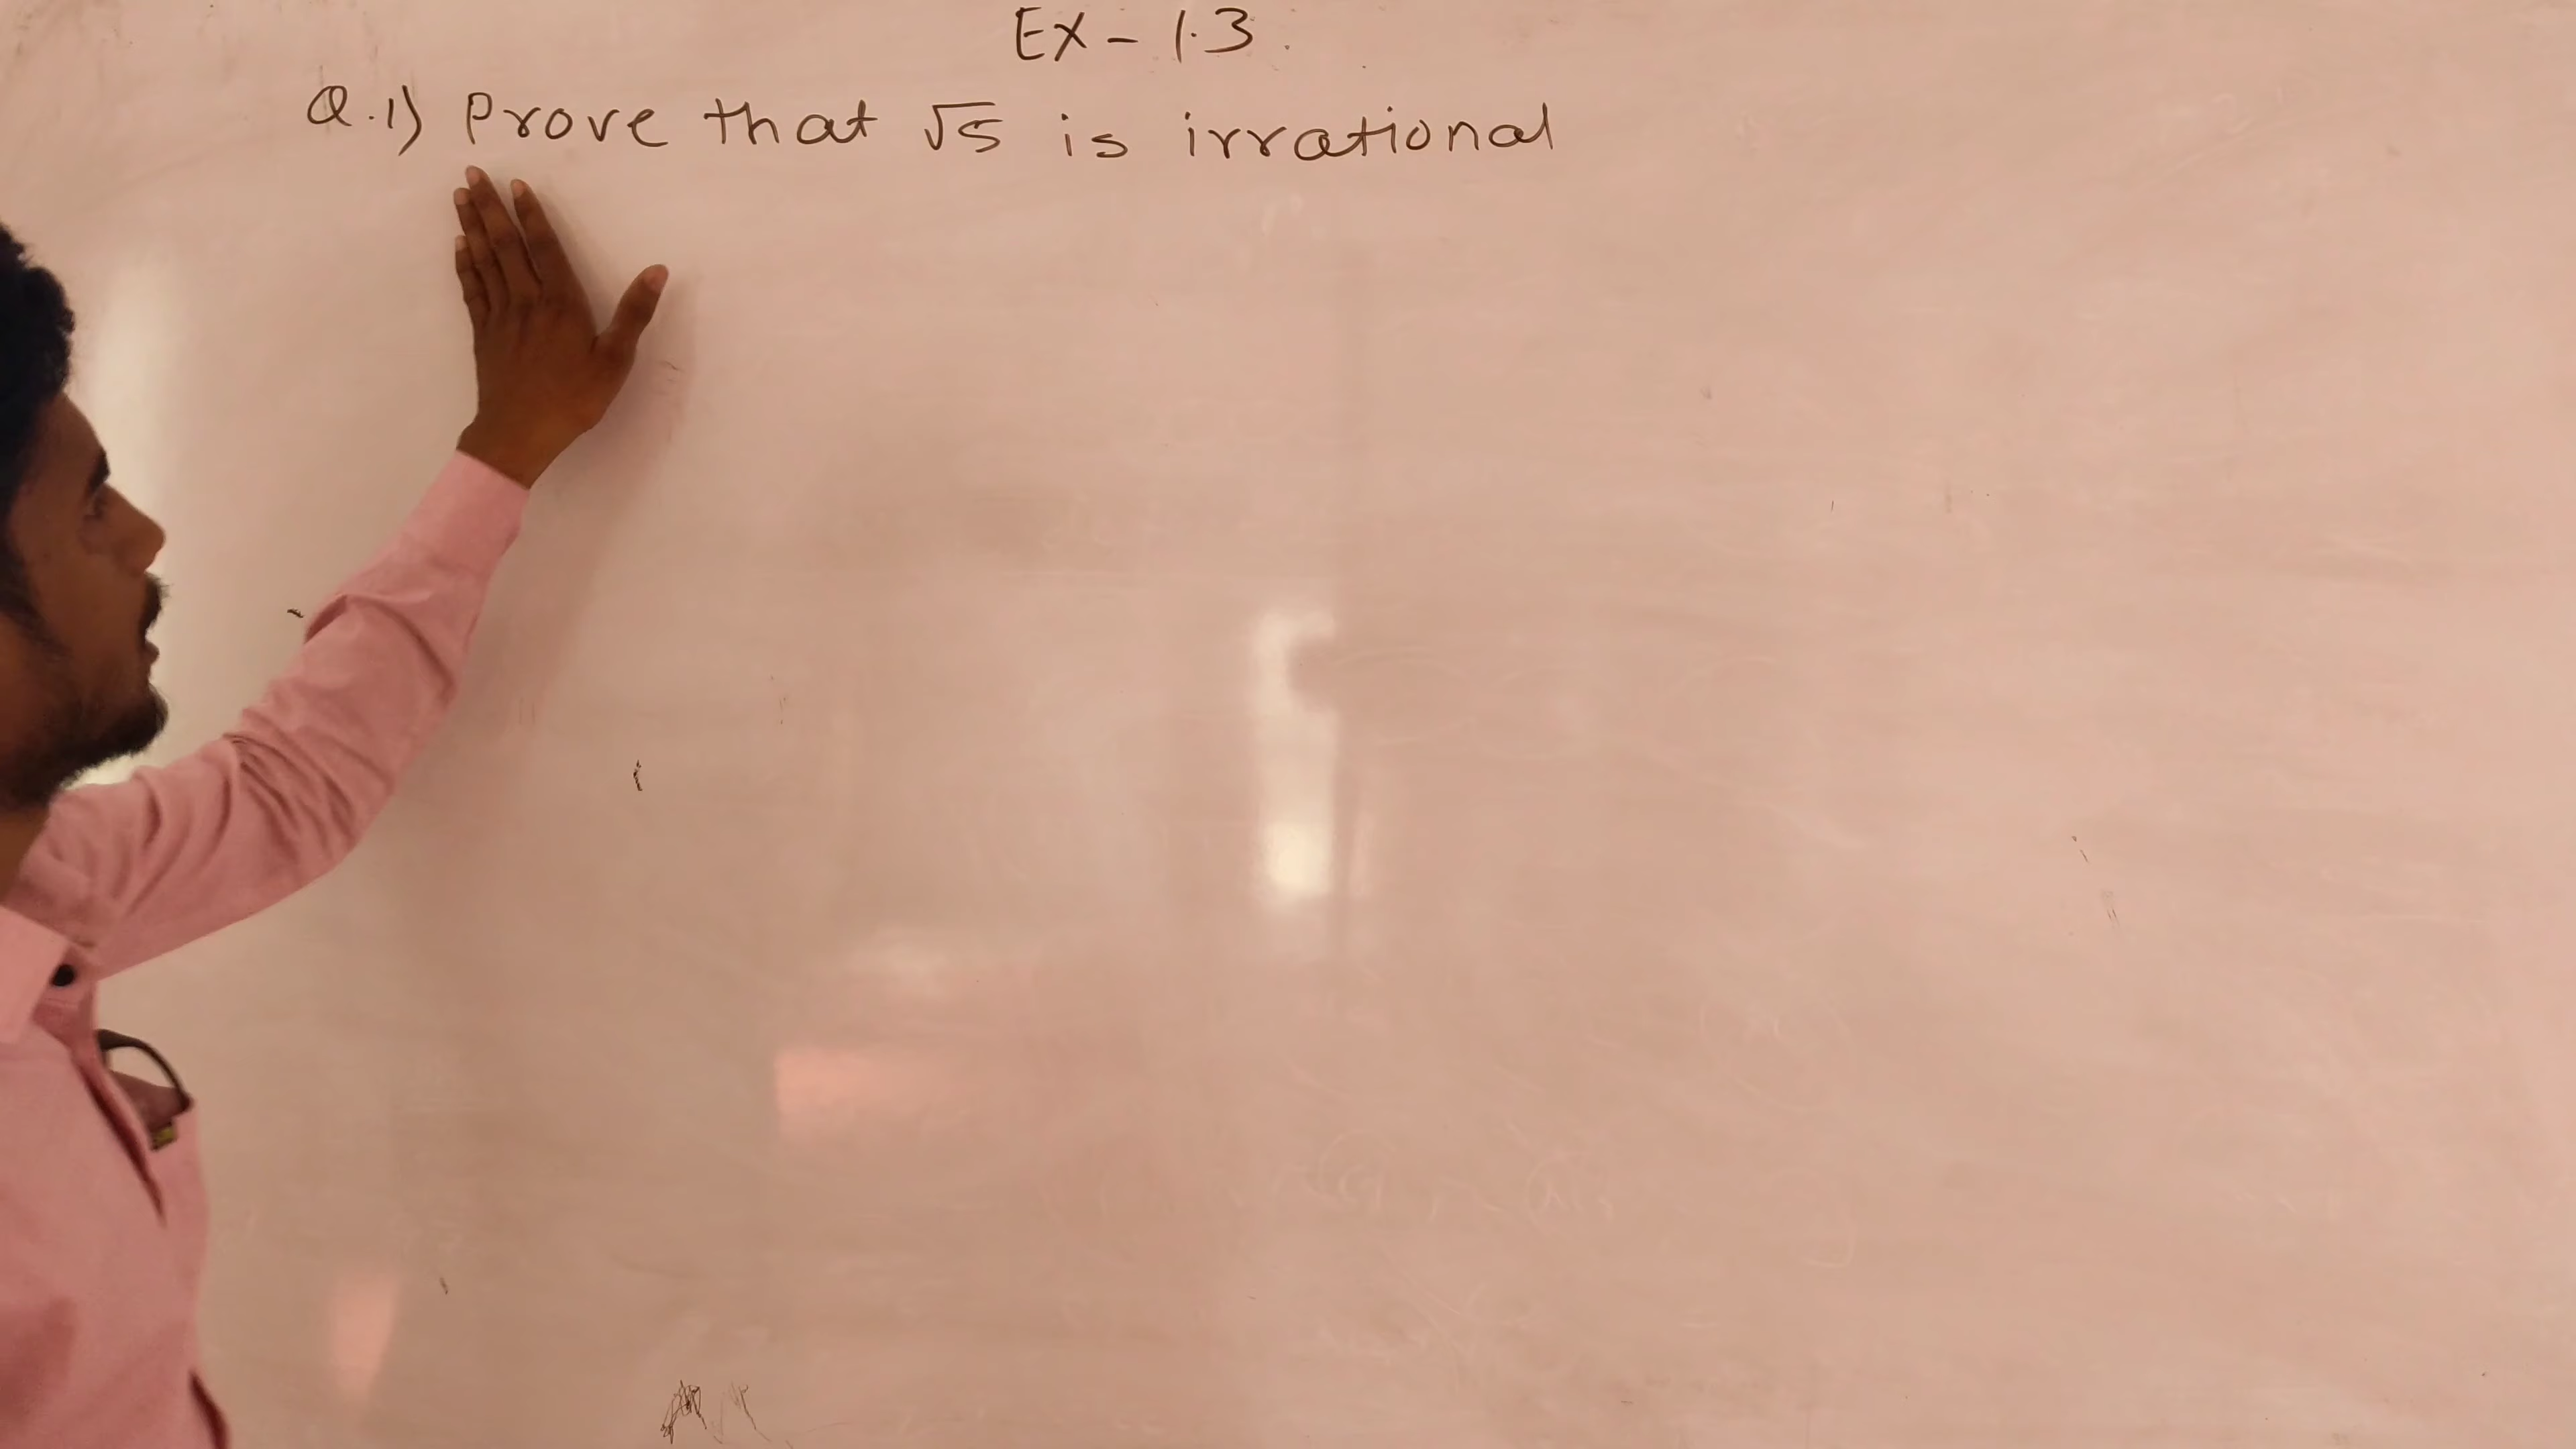 Ex - 1.3
Q.1) Prove that √5 is irrational